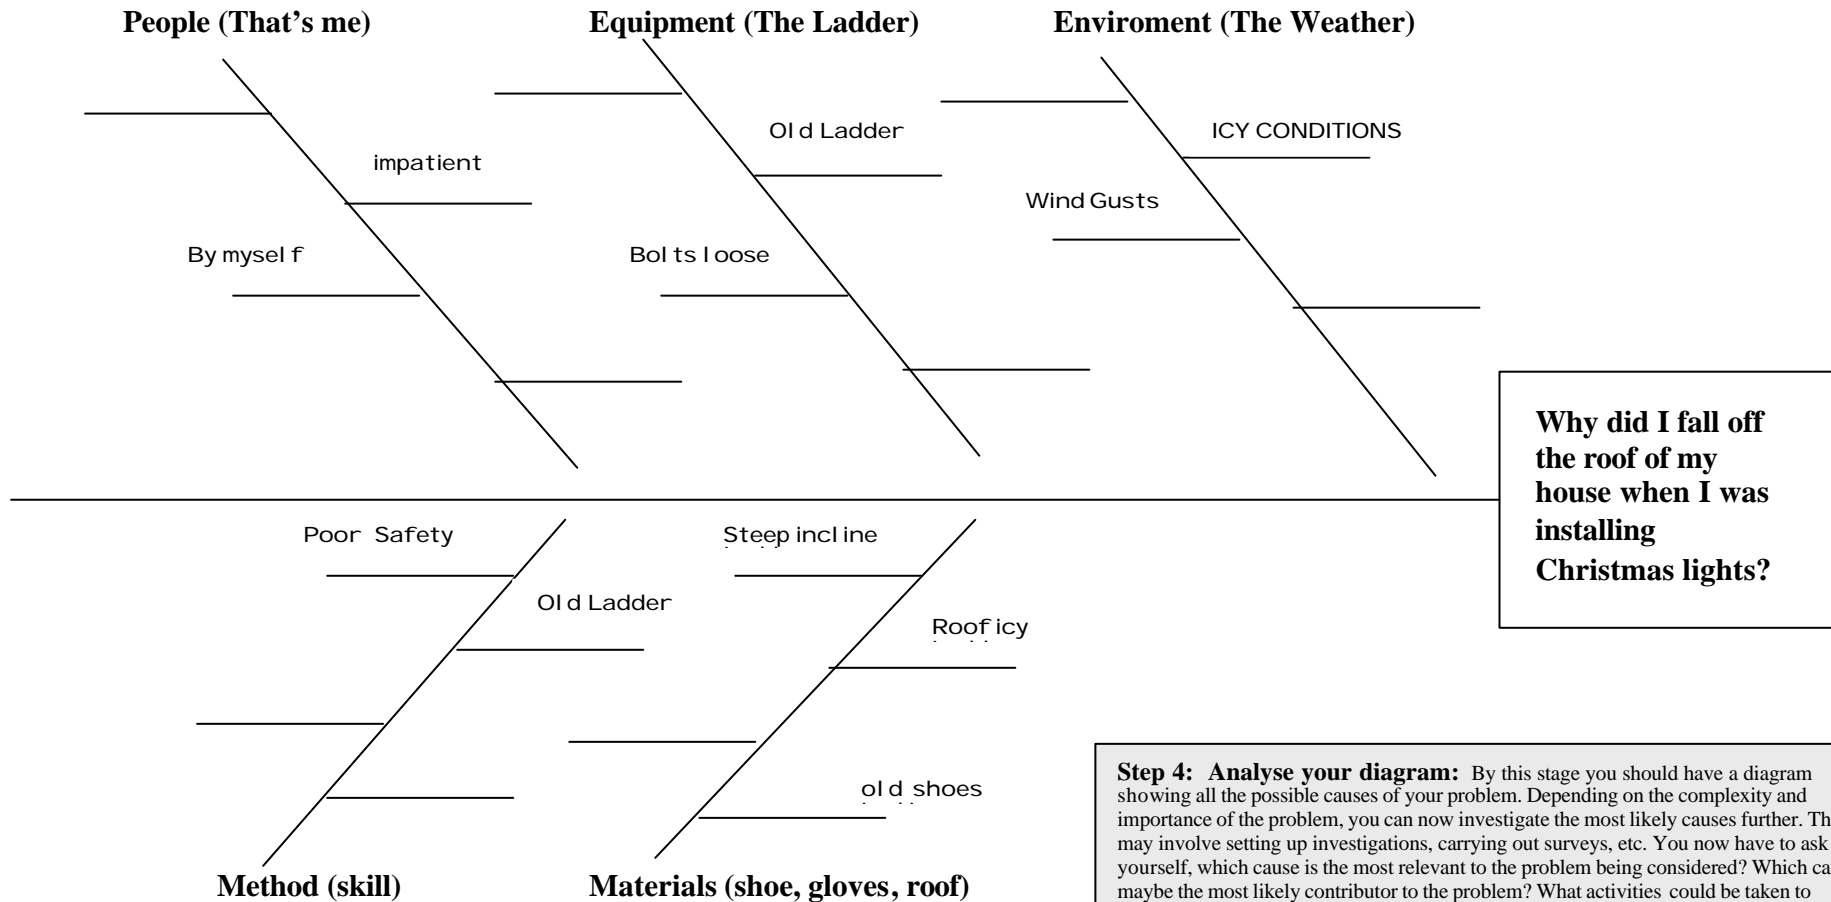 People (That's me)
Equipment (The Ladder)
Enviroment (The Weather)
Old Ladder
ICY CONDITIONS
impatient
Wind Gusts
By myself
Bolts loose
Why did I fall off
the roof of my
house when I was
installing
Christmas lights?
Poor Safety
Steep incline
Old Ladder
Roof icy
old shoes
Method (skill)
Materials (shoe, gloves, roof)
Step 4: Analyse your diagram: By this stage you should have a diagram
showing all the possible causes of your problem. Depending on the complexity and
importance of the problem, you can now investigate the most likely causes further.
may involve setting up investigations, carrying out surveys, etc. You now have to ask
yourself, which cause is the most relevant to the problem being considered? Which
maybe the most likely contributor to the problem? What activities could be taken to